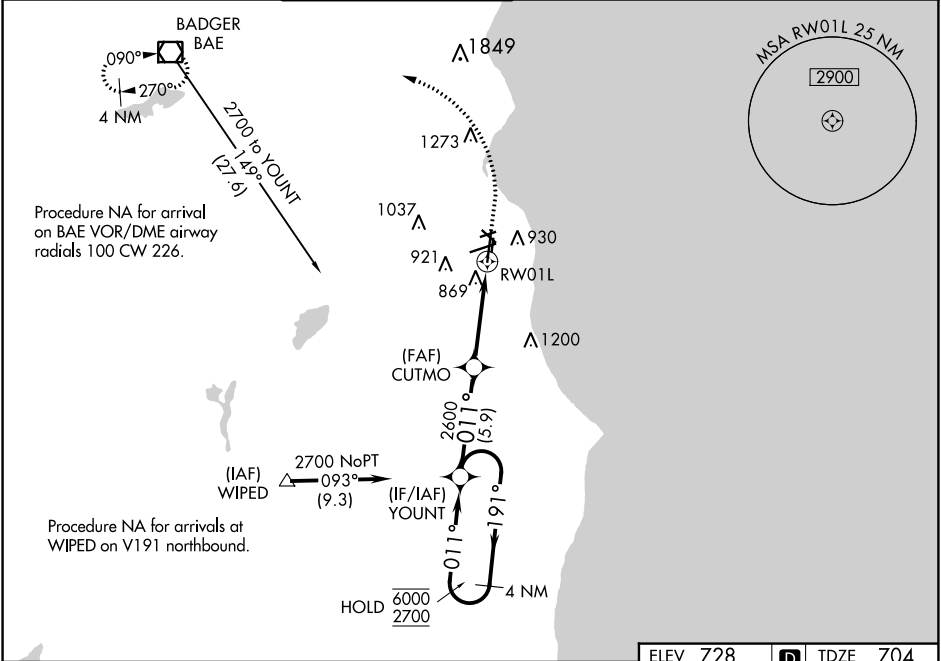 BADGER
BAE
090°
270°
4 NM
2700 to YOUNT
149°
(27.6)
Procedure NA for arrival
on BAE VOR/DME airway
radials 100 CW 226.
1849
1273
1037
921
930
869
RW01L
1200
MSA RW01L 25 NM
2900
(FAF)
CUTMO
2600
011°
(5.9)
(IAF)
WIPED
2700 NoPT
093°
(9.3)
(IF/IAF)
YOUNT
191°
011°
Procedure NA for arrivals at
WIPED on V191 northbound.
HOLD
6000
2700
4 NM
ELEV 728
D
TDZE 704